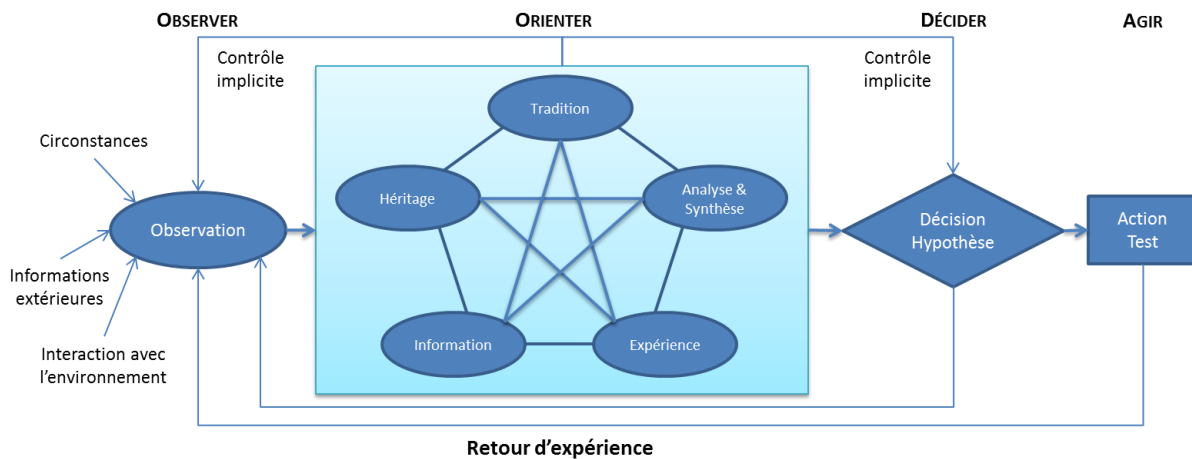 OBSERVER
ORIENTER
DÉCIDER
AGIR
Contrôle
implicite
Contrôle
implicite
Tradition
Circonstances
Héritage
Analyse &
Synthèse
Observation
Décision
Hypothèse
Action
Test
Informations
extérieures
Information
Expérience
Interaction avec
l’environnement
Retour d’expérience